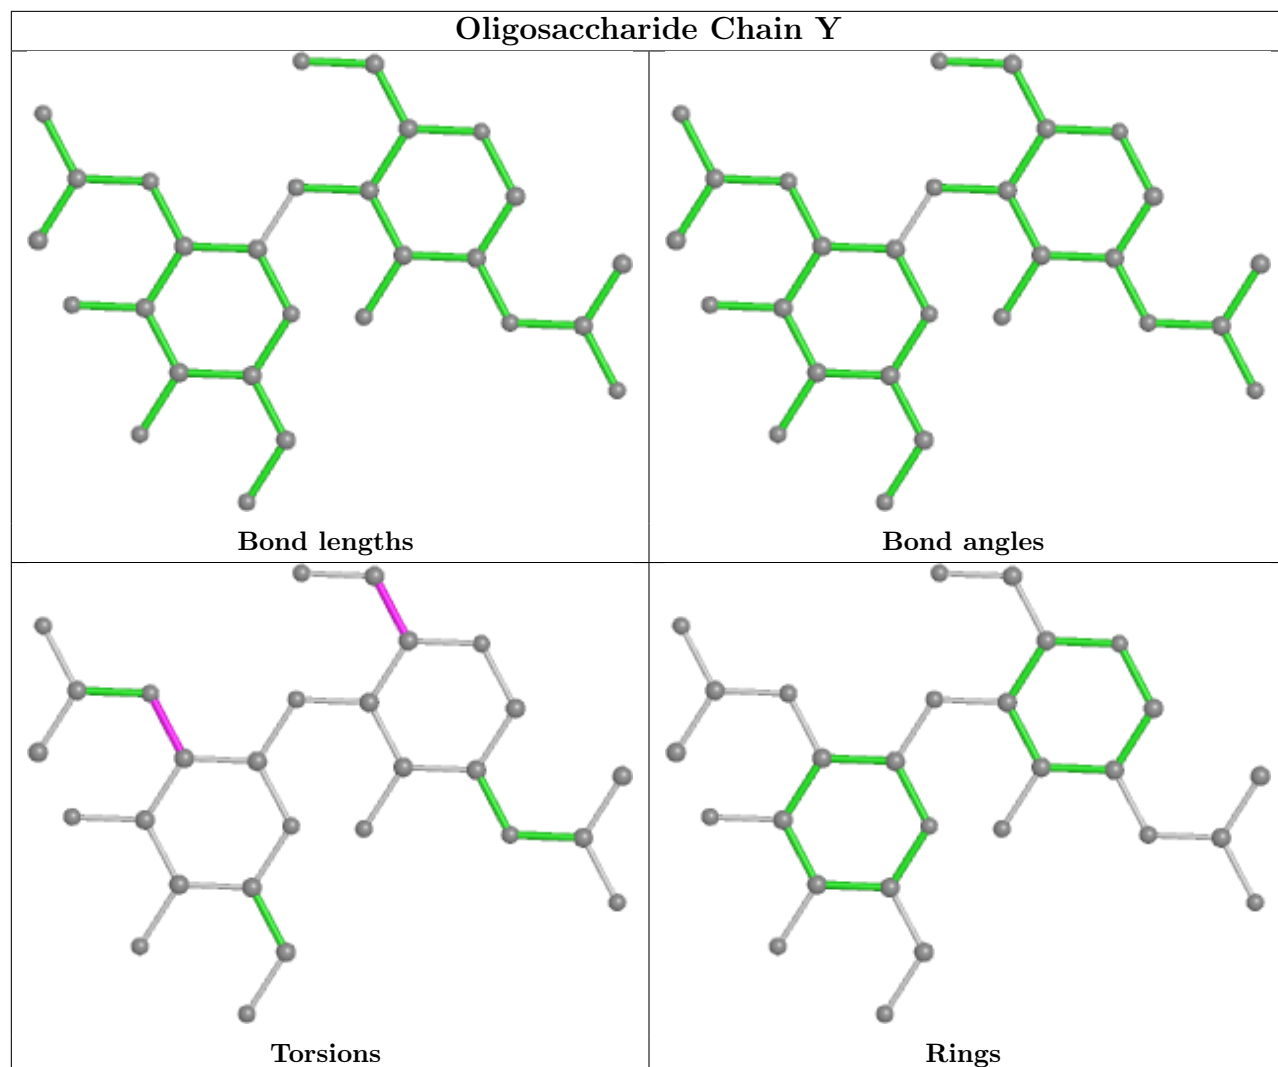 Oligosaccharide Chain Y
Bond lengths
Bond angles
Torsions
Rings